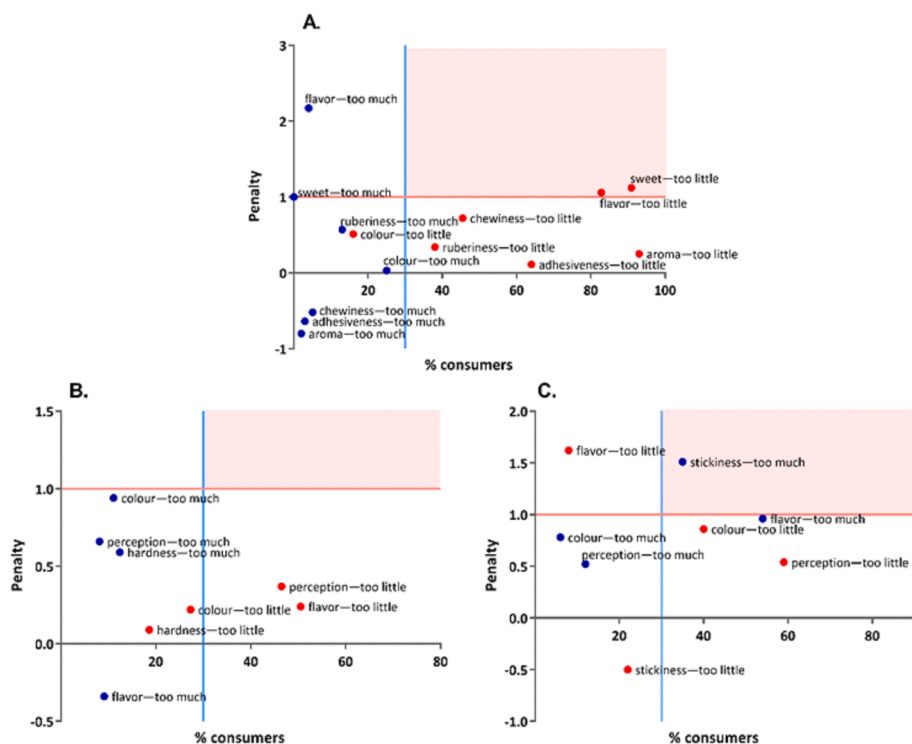 A.
3
flavor—too much
2
Penalty
sweet—too little
sweet—too much
1
flavor—too little
ruberiness—too much
chewiness—too little
colour—too little
ruberiness—too little
colour—too much
aroma—too little
adhesiveness—too little
0
20
40
60
80
100
chewiness—too much
adhesiveness—too much
aroma—too much
-1
% consumers
B.
1.5
1.0
colour—too much
perception—too much
hardness—too much
Penalty
0.5
perception—too little
colour—too little
flavor—too little
hardness—too little
0.0
20
40
60
80
flavor—too much
-0.5
% consumers
C.
2.0
flavor—too little
1.5
stickiness—too much
1.0
flavor—too much
colour—too much
colour—too little
perception—too much
perception—too little
Penalty
0.5
0.0
20
40
60
80
-0.5
stickiness—too little
-1.0
% consumers